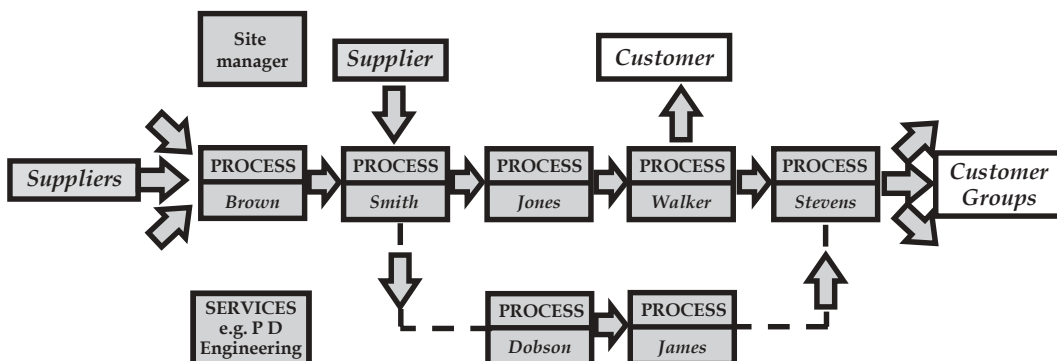 Site
manager
Supplier
Customer
Suppliers
PROCESS
Brown
PROCESS
Smith
PROCESS
Jones
PROCESS
Walker
PROCESS
Stevens
Customer
Groups
SERVICES
e.g. P D
Engineering
PROCESS
Dobson
PROCESS
James